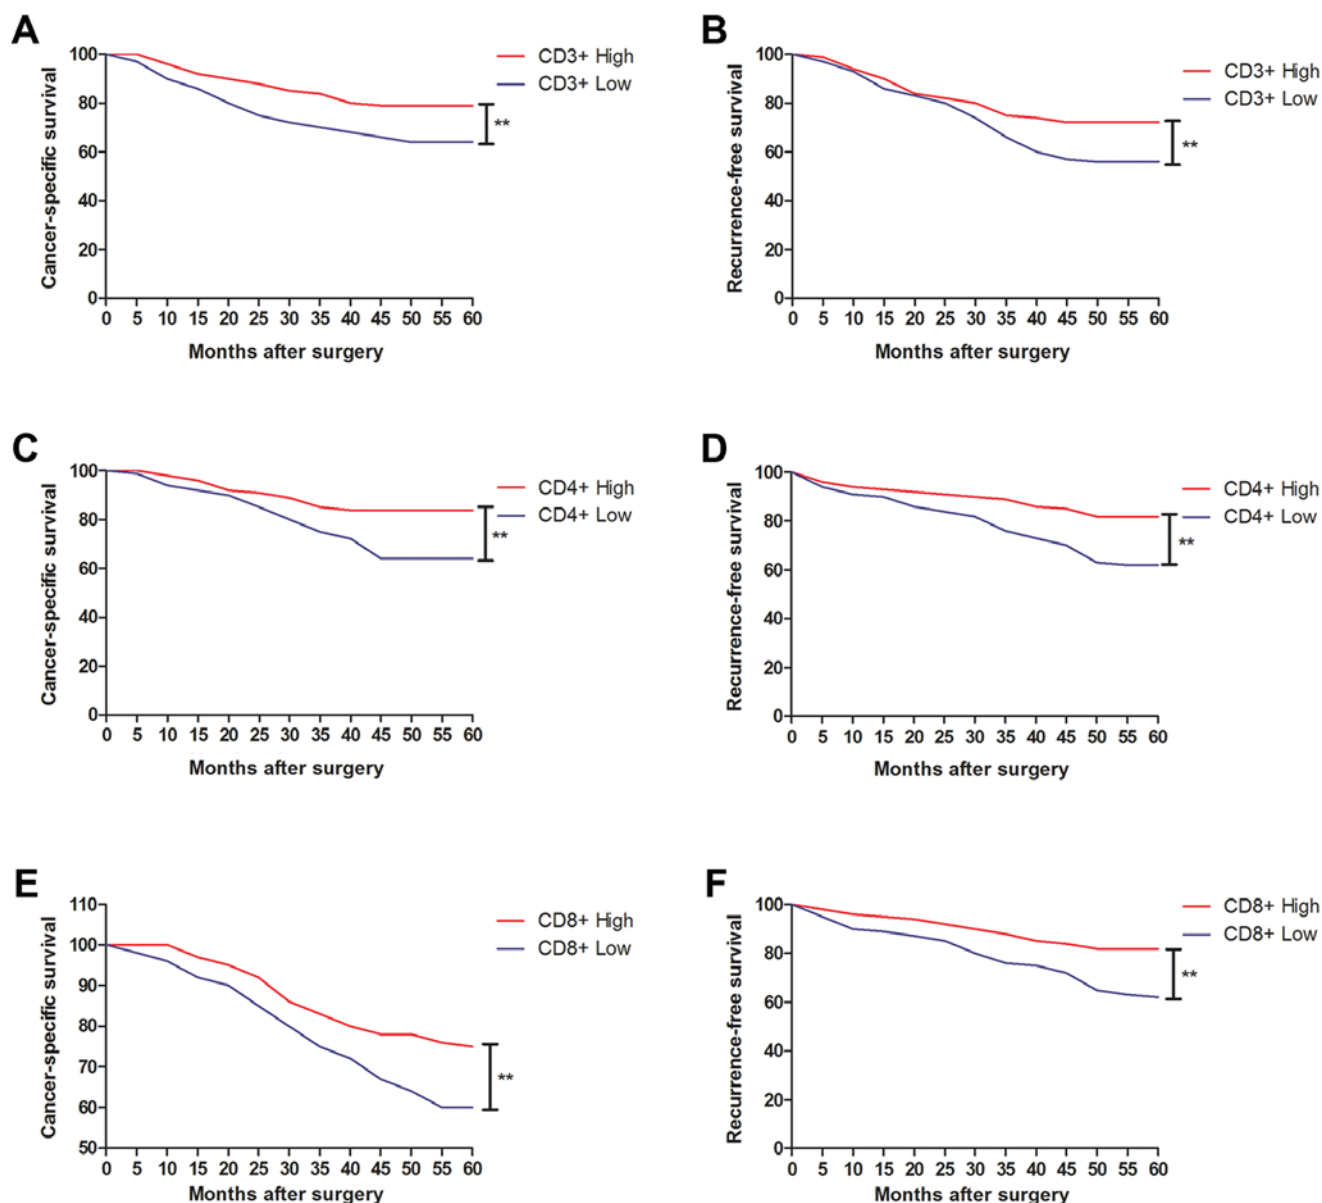 A
Cancer-specific survival
100
80
60
40
20
0
0 5 10 15 20 25 30 35 40 45 50 55 60
Months after surgery
CD3+ High
CD3+ Low
**
B
Recurrence-free survival
100
80
60
40
20
0
0 5 10 15 20 25 30 35 40 45 50 55 60
Months after surgery
CD3+ High
CD3+ Low
**
C
Cancer-specific survival
100
80
60
40
20
0
0 5 10 15 20 25 30 35 40 45 50 55 60
Months after surgery
CD4+ High
CD4+ Low
**
D
Recurrence-free survival
100
80
60
40
20
0
0 5 10 15 20 25 30 35 40 45 50 55 60
Months after surgery
CD4+ High
CD4+ Low
**
E
Cancer-specific survival
110
100
90
80
70
60
50
0 5 10 15 20 25 30 35 40 45 50 55 60
Months after surgery
CD8+ High
CD8+ Low
**
F
Recurrence-free survival
100
80
60
40
20
0
0 5 10 15 20 25 30 35 40 45 50 55 60
Months after surgery
CD8+ High
CD8+ Low
**